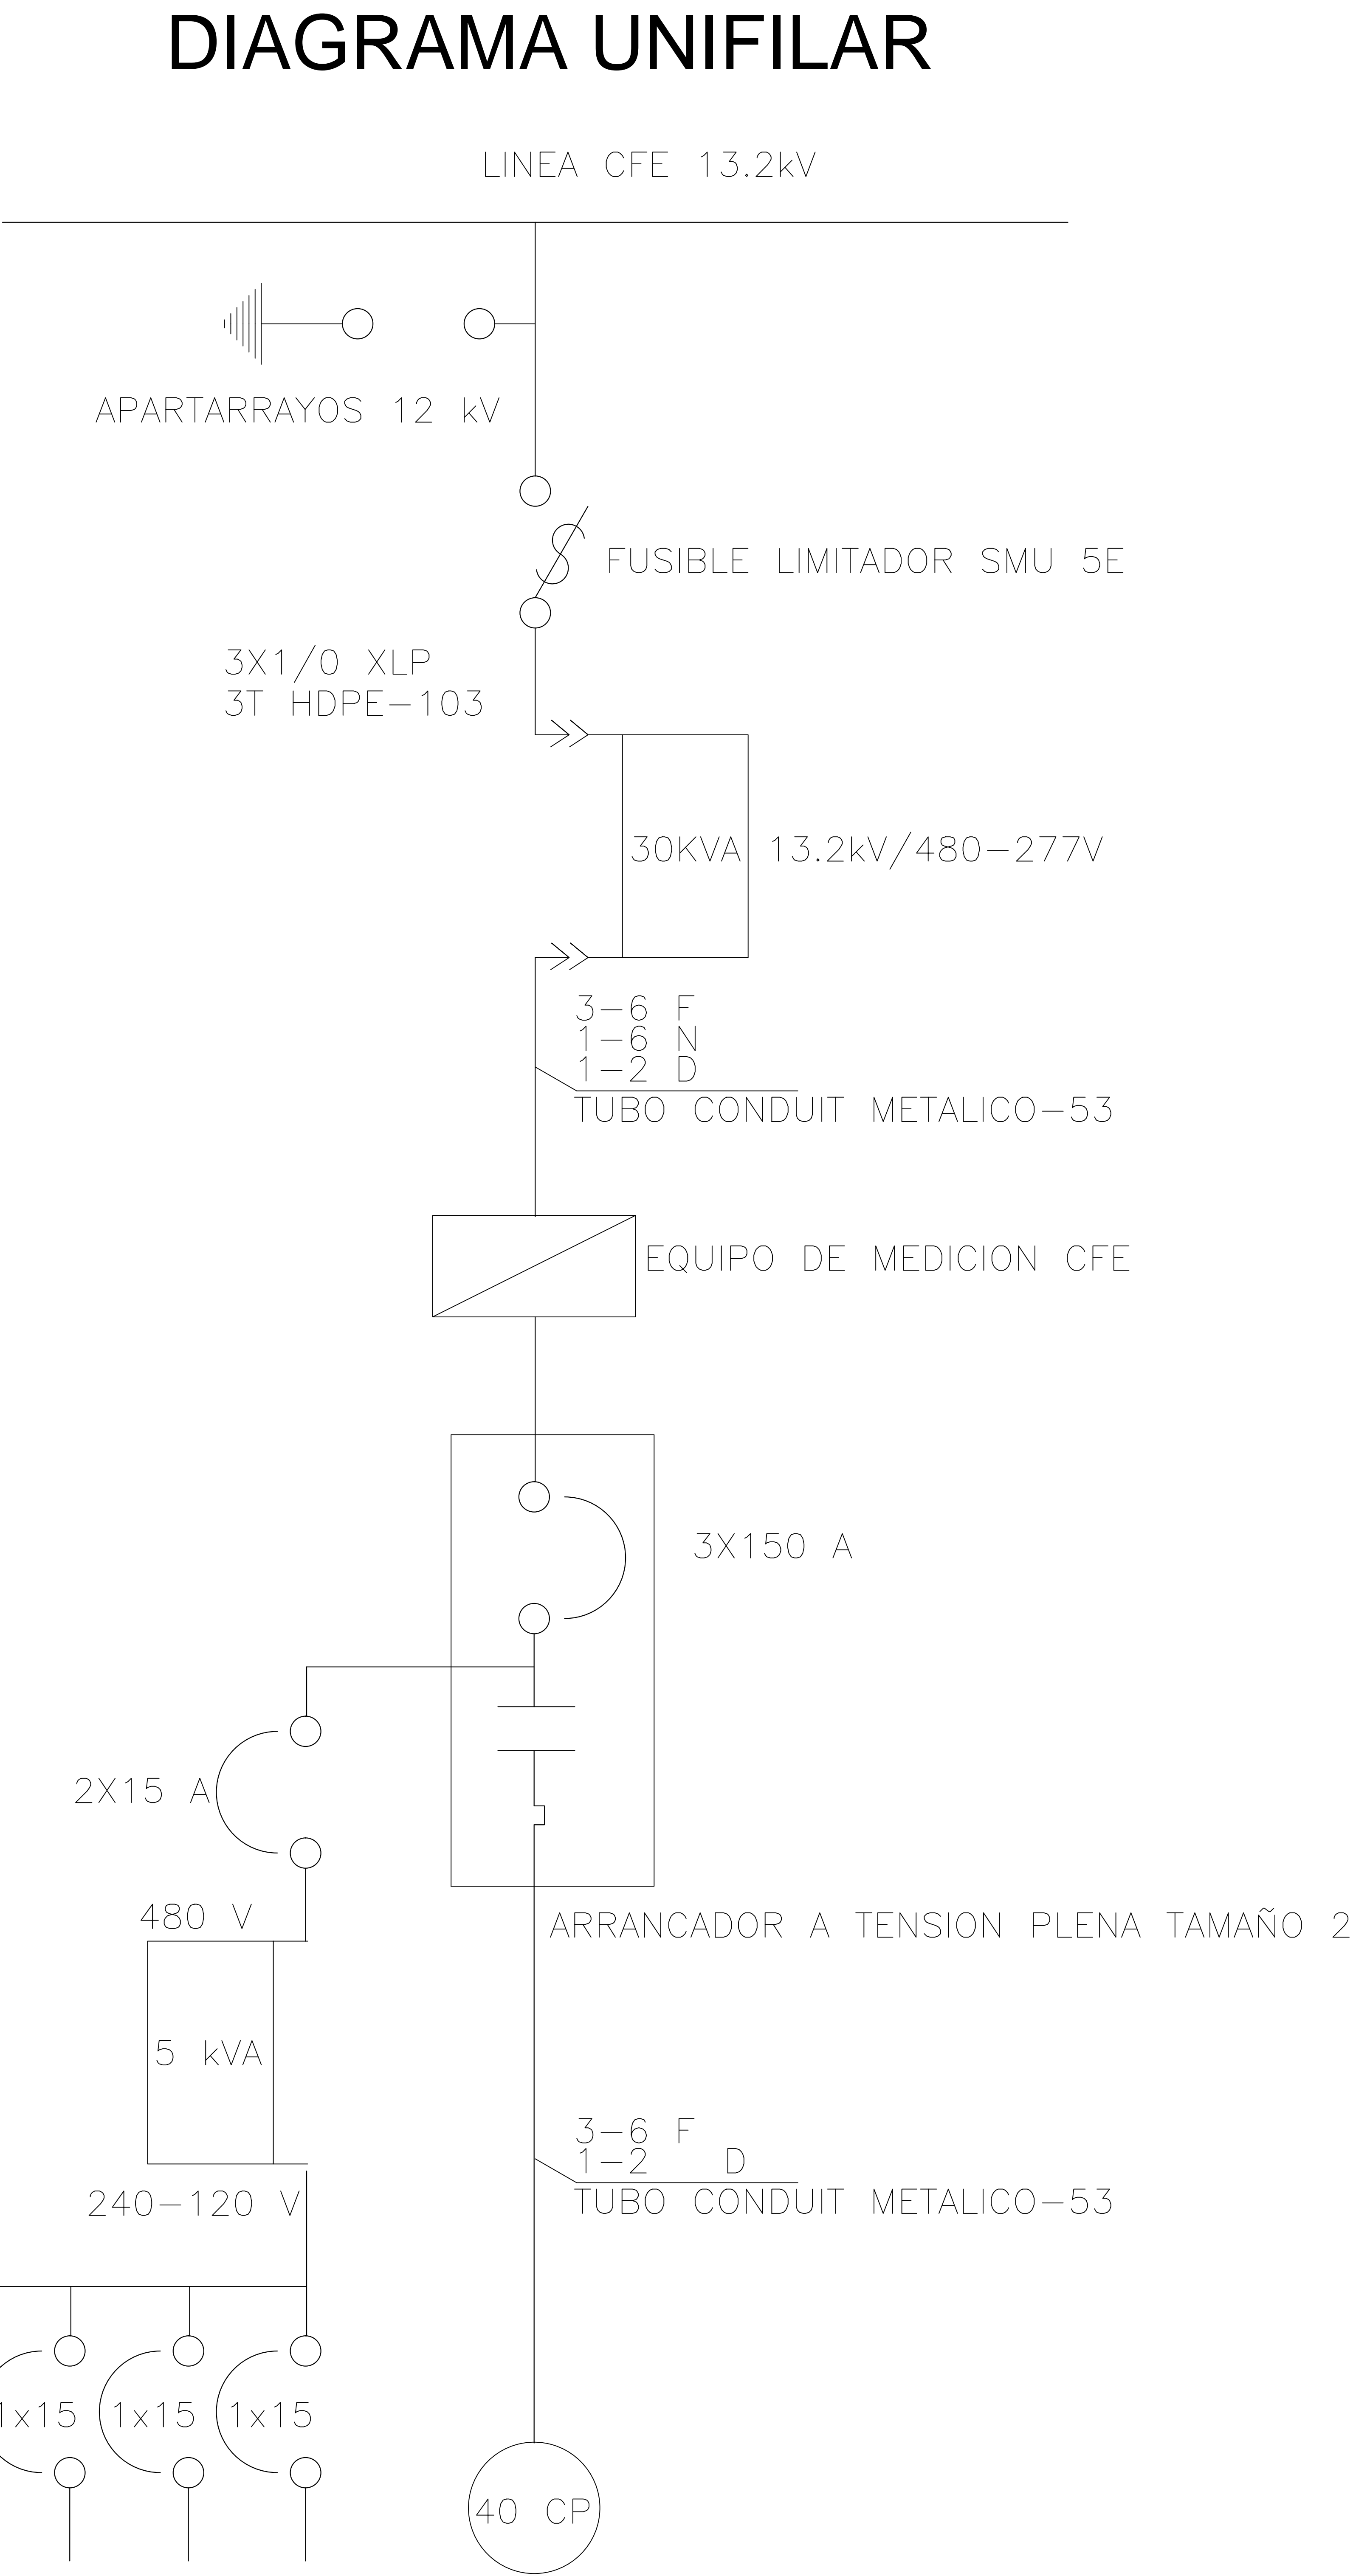 DIAGRAMA UNIFILAR
LINEA CFE 13.2kV
APARTARRAYOS 12 kV
FUSIBLE LIMITADOR SMU 5E
3X1/0 XLP
3T HDPE-103
30KVA 13.2kV/480-277V
3-6 F
1-6 N
1-2 D
TUBO CONDUIT METALICO-53
EQUIPO DE MEDICION CFE
3X150 A
2X15 A
480 V
ARRANCADOR A TENSION PLENA TAMAÑO 2
5 kVA
3-6 F
1-2 D
TUBO CONDUIT METALICO-53
240-120 V
1x15 1x15 1x15
40 CP